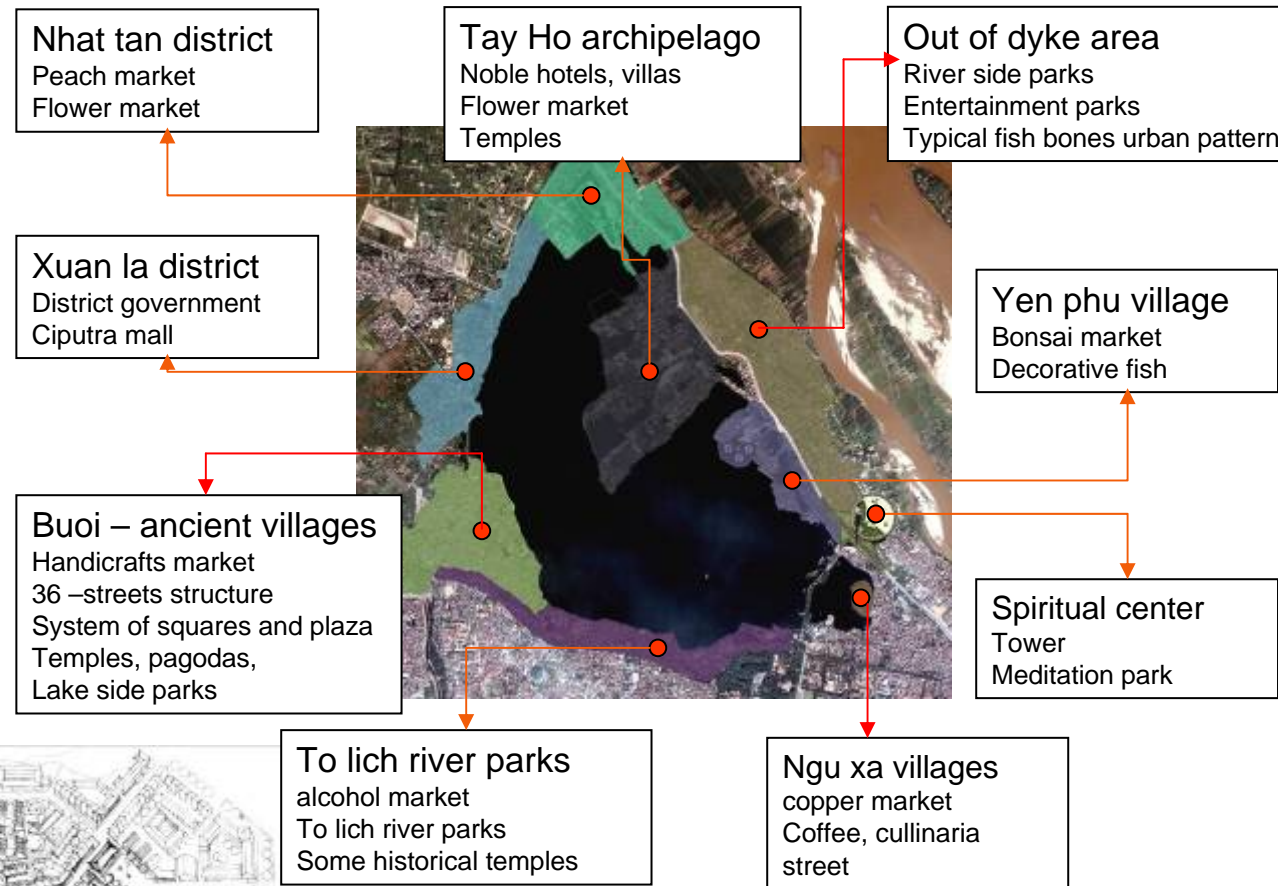 Nhat tan district
Peach market
Flower market
Tay Ho archipelago
Noble hotels, villas
Flower market
Temples
Out of dyke area
River side parks
Entertainment parks
Typical fish bones urban pattern
Xuan la district
District government
Ciputra mall
Yen phu village
Bonsai market
Decorative fish
Buoi – ancient villages
Handicrafts market
36 –streets structure
System of squares and plaza
Temples, pagodas,
Lake side parks
Spiritual center
Tower
Meditation park
To lich river parks
alcohol market
To lich river parks
Some historical temples
Ngu xa villages
copper market
Coffee, cullinaria
street